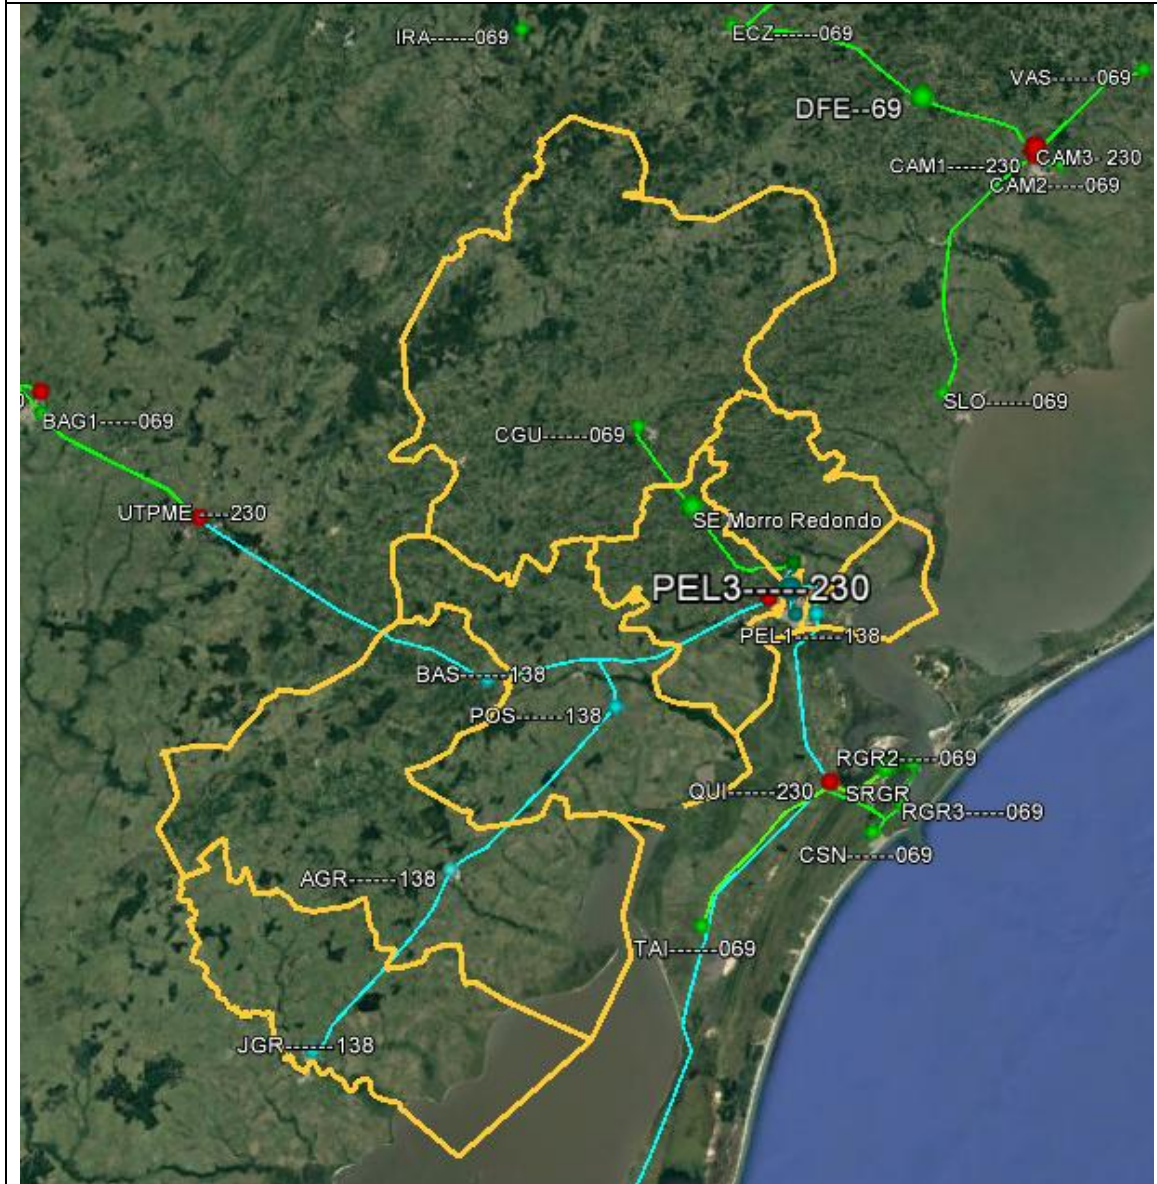 IRA------069
ECZ------069
VAS------069
DFE--69
CAM1-----230
CAM3- 230
CAM2-----069
SLO------069
BAG1-----069
CGU------069
UTPME----230
SE Morro Redondo
PEL3-----230
PEL1------138
BAS------138
POS------138
RGR2-----069
QUI------230
SRGR
RGR3-----069
CSN------069
AGR------138
TAI------069
JGR------138